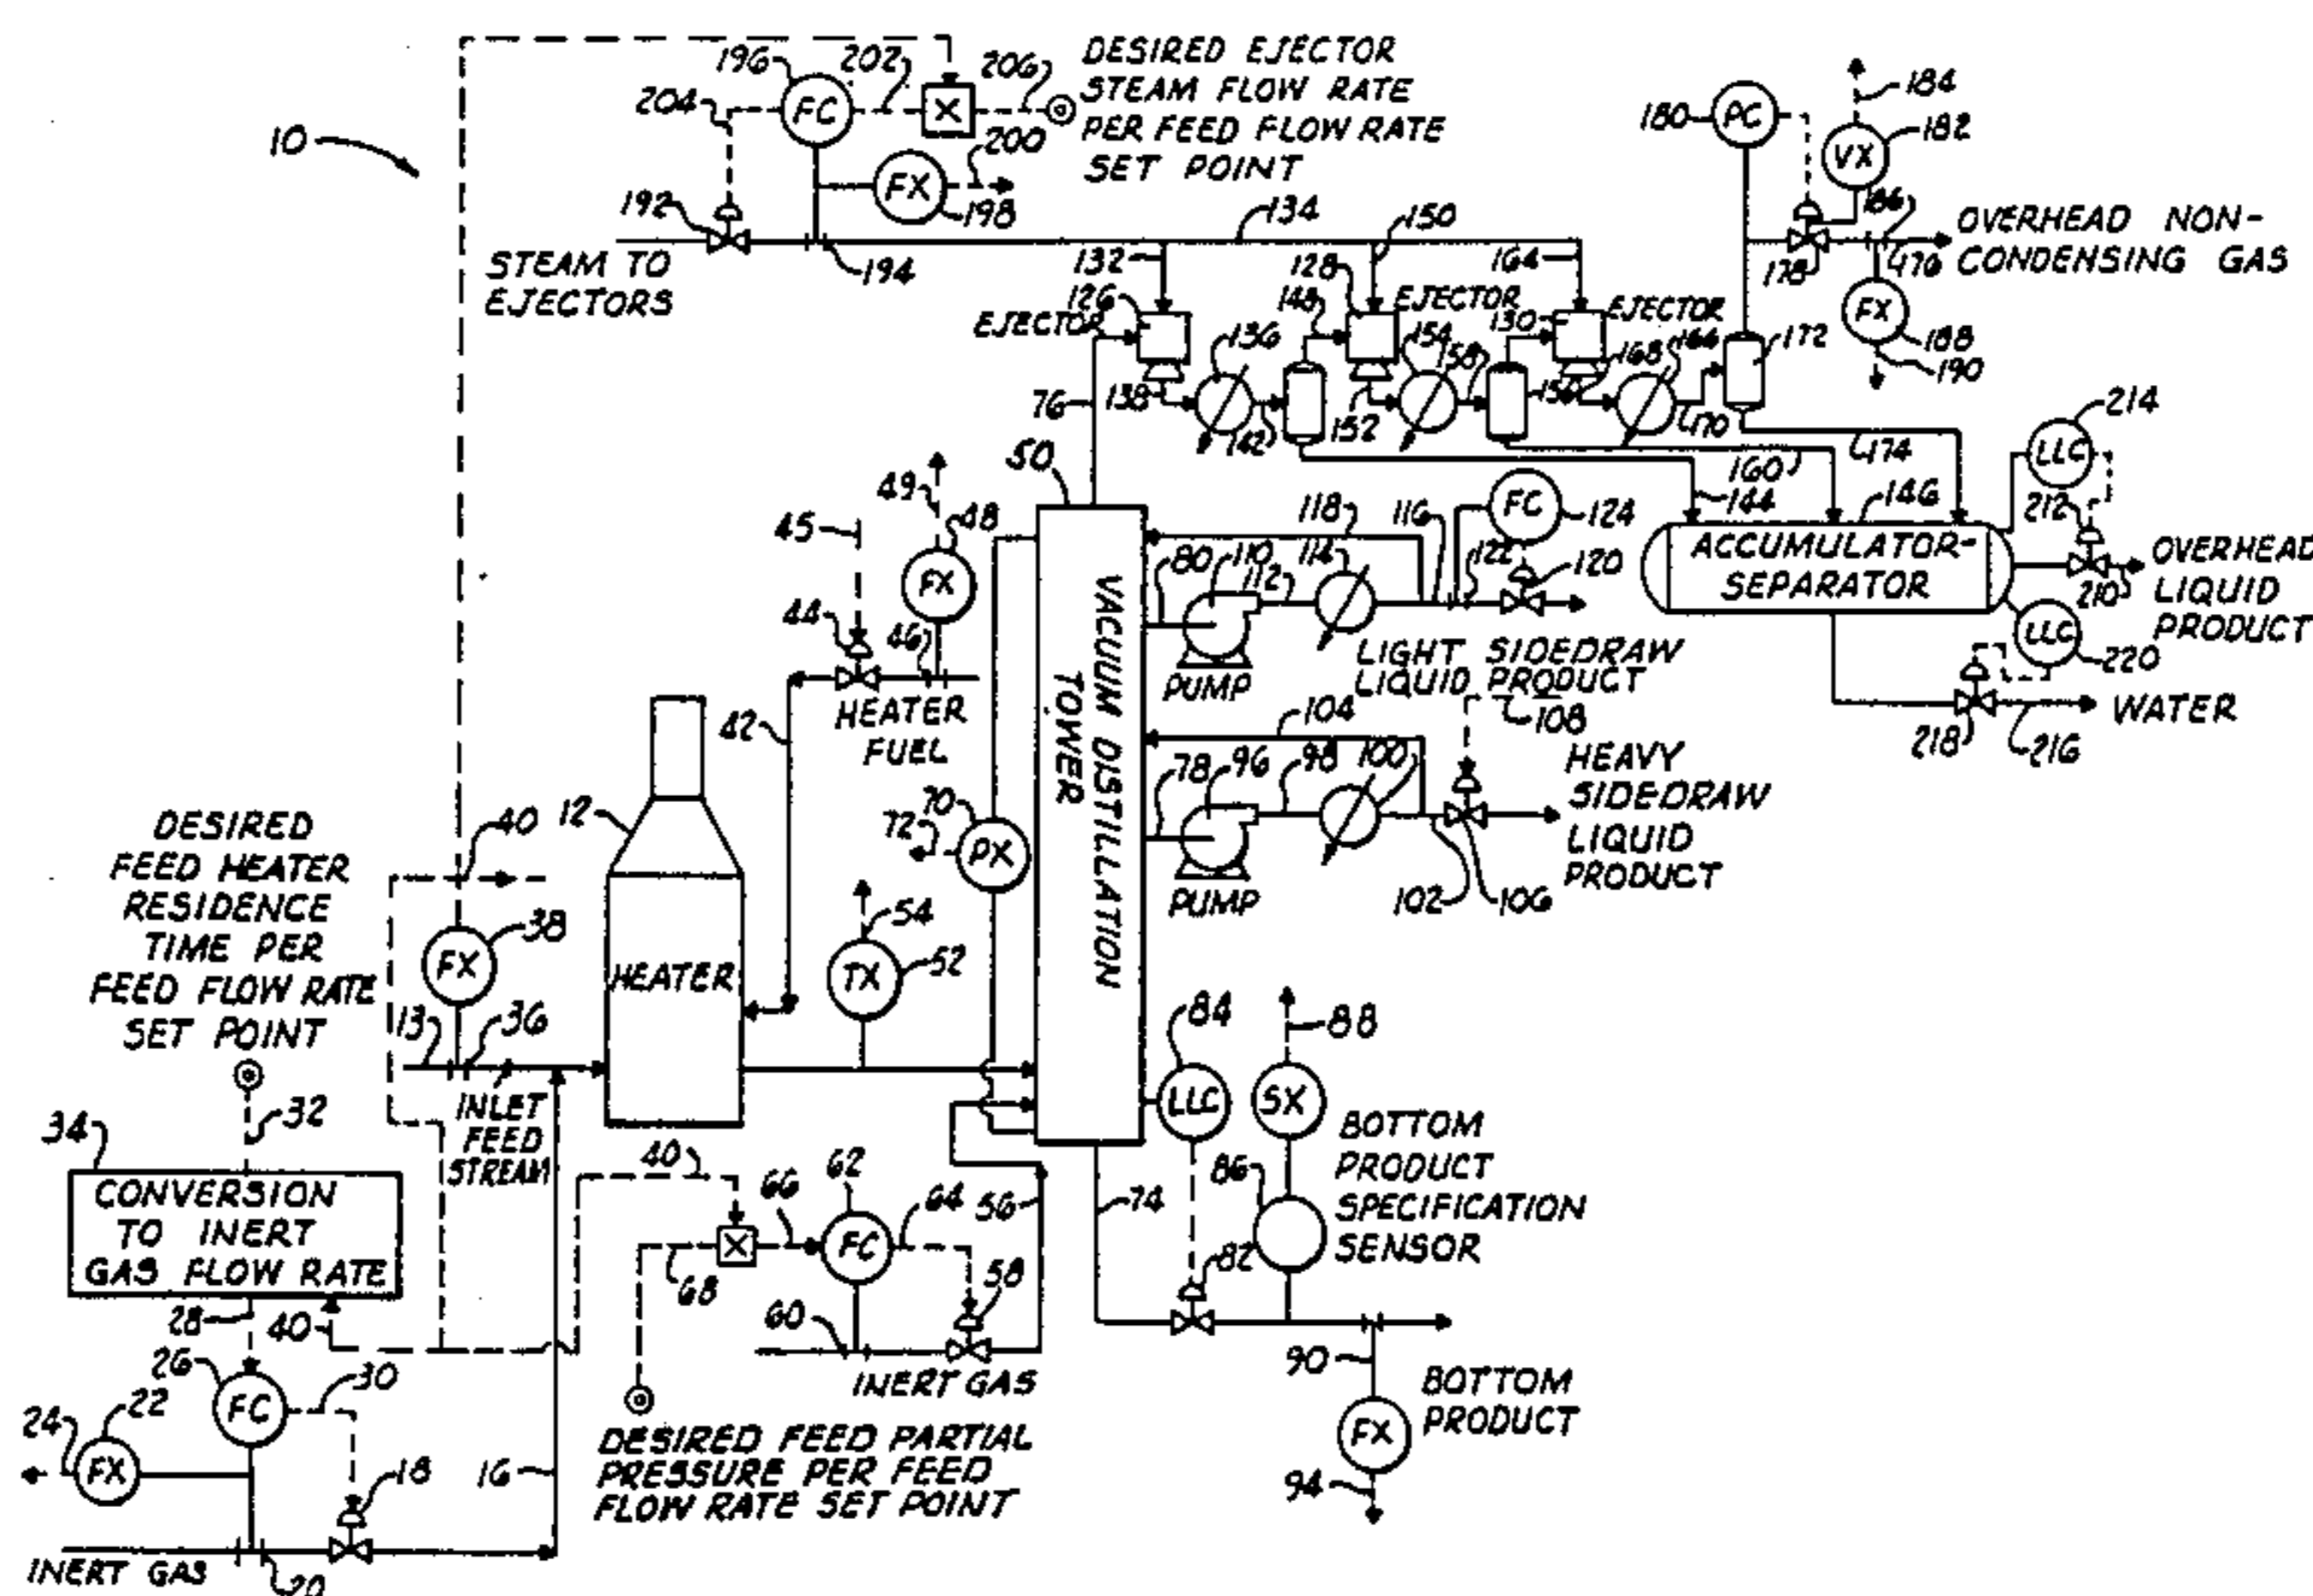 10
196
202
206
DESIRED EJECTOR
STEAM FLOW RATE
PER FEED FLOW RATE
SET POINT
204
FC
X
200
FX
198
192
STEAM TO
EJECTORS
194
134
150
132
164
180
PC
184
182
VX
186
OVERHEAD NON-
CONDENSING GAS
178
176
FX
188
190
126
EJECTOR
128
148
EJECTOR
130
EJECTOR
136
154
158
168
166
172
76
138
142
152
156
170
174
160
144
146
214
LLC
212
ACCUMULATOR-
SEPARATOR
OVERHEAD
LIQUID
PRODUCT
210
LLC
220
WATER
218
216
50
49
48
45
FX
44
46
HEATER
FUEL
42
118
116
FC
124
80
110
112
114
122
120
PUMP
LIGHT SIDEDRAW
LIQUID PRODUCT
VACUUM DISTILLATION
TOWER
104
108
78
96
98
100
HEAVY
SIDEDRAW
LIQUID
PRODUCT
PUMP
102
106
70
72
PX
12
HEATER
54
TX
52
DESIRED
FEED HEATER
RESIDENCE
TIME PER
FEED FLOW RATE
SET POINT
40
38
FX
13
36
INLET
FEED
STREAM
32
34
CONVERSION
TO INERT
GAS FLOW RATE
28
40
26
FC
30
22
24
FX
18
16
INERT GAS
20
40
62
66
64
X
FC
68
58
60
INERT GAS
56
DESIRED FEED PARTIAL
PRESSURE PER FEED
FLOW RATE SET POINT
84
LLC
88
SX
86
BOTTOM
PRODUCT
SPECIFICATION
SENSOR
74
82
90
BOTTOM
PRODUCT
FX
94